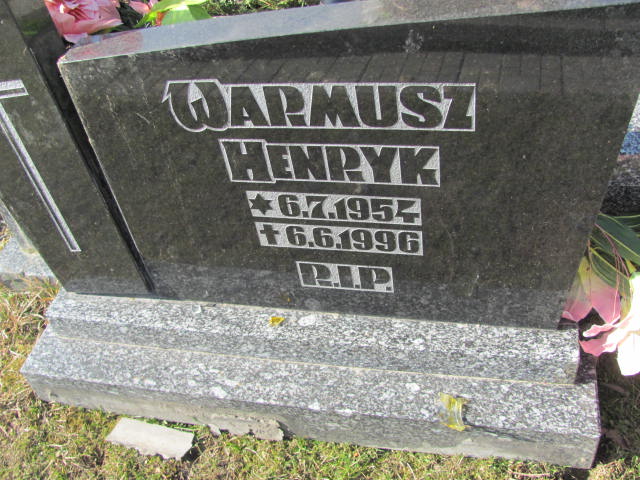 WARMUSZ
HENRYK
* 6.7.1954
† 6.6.1996
R.I.P.